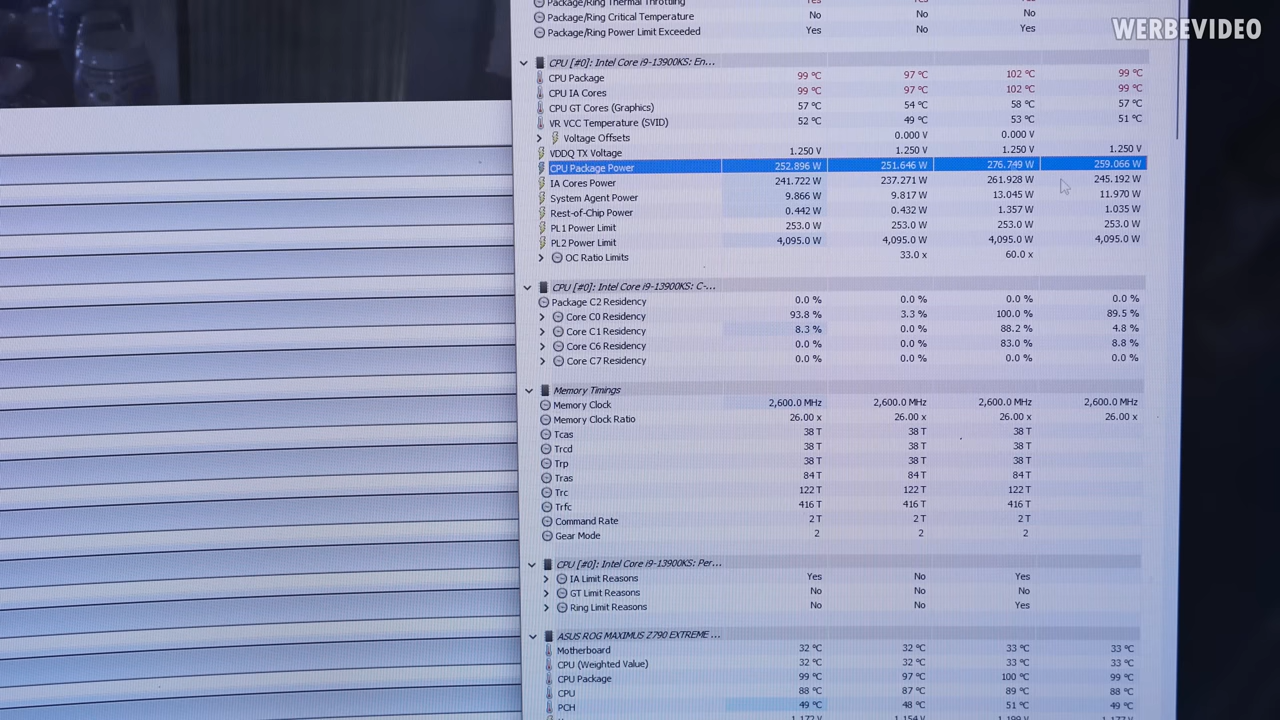 WERBEVIDEO
Package/Ring Thermal Throttling Yes Yes Yes
Package/Ring Critical Temperature No No No
Package/Ring Power Limit Exceeded Yes No Yes
CPU [#0]: Intel Core i9-13900KS: En...
CPU Package 99 °C 97 °C 102 °C 99 °C
CPU IA Cores 99 °C 97 °C 102 °C 99 °C
CPU GT Cores (Graphics) 57 °C 54 °C 58 °C 57 °C
VR VCC Temperature (SVID) 52 °C 49 °C 53 °C 51 °C
Voltage Offsets 0.000 V 0.000 V
VDDQ TX Voltage 1.250 V 1.250 V 1.250 V 1.250 V
CPU Package Power 252.896 W 251.646 W 276.749 W 259.066 W
IA Cores Power 241.722 W 237.271 W 261.928 W 245.192 W
System Agent Power 9.866 W 9.817 W 13.045 W 11.970 W
Rest-of-Chip Power 0.442 W 0.432 W 1.357 W 1.035 W
PL1 Power Limit 253.0 W 253.0 W 253.0 W 253.0 W
PL2 Power Limit 4,095.0 W 4,095.0 W 4,095.0 W 4,095.0 W
OC Ratio Limits 33.0 x 60.0 x
CPU [#0]: Intel Core i9-13900KS: C-...
Package C2 Residency 0.0 % 0.0 % 0.0 % 0.0 %
Core C0 Residency 93.8 % 3.3 % 100.0 % 89.5 %
Core C1 Residency 8.3 % 0.0 % 88.2 % 4.8 %
Core C6 Residency 0.0 % 0.0 % 83.0 % 8.8 %
Core C7 Residency 0.0 % 0.0 % 0.0 % 0.0 %
Memory Timings
Memory Clock 2,600.0 MHz 2,600.0 MHz 2,600.0 MHz 2,600.0 MHz
Memory Clock Ratio 26.00 x 26.00 x 26.00 x 26.00 x
Tcas 38 T 38 T 38 T
Trcd 38 T 38 T 38 T
Trp 38 T 38 T 38 T
Tras 84 T 84 T 84 T
Trc 122 T 122 T 122 T
Trfc 416 T 416 T 416 T
Command Rate 2 T 2 T 2 T
Gear Mode 2 2 2
CPU [#0]: Intel Core i9-13900KS: Per...
IA Limit Reasons Yes No Yes
GT Limit Reasons No No No
Ring Limit Reasons No No Yes
ASUS ROG MAXIMUS Z790 EXTREME ...
Motherboard 32 °C 32 °C 33 °C 33 °C
CPU (Weighted Value) 32 °C 32 °C 33 °C 33 °C
CPU Package 99 °C 97 °C 100 °C 99 °C
CPU 88 °C 87 °C 89 °C 88 °C
PCH 49 °C 48 °C 51 °C 49 °C
1.172 V 1.154 V 1.199 V 1.177 V